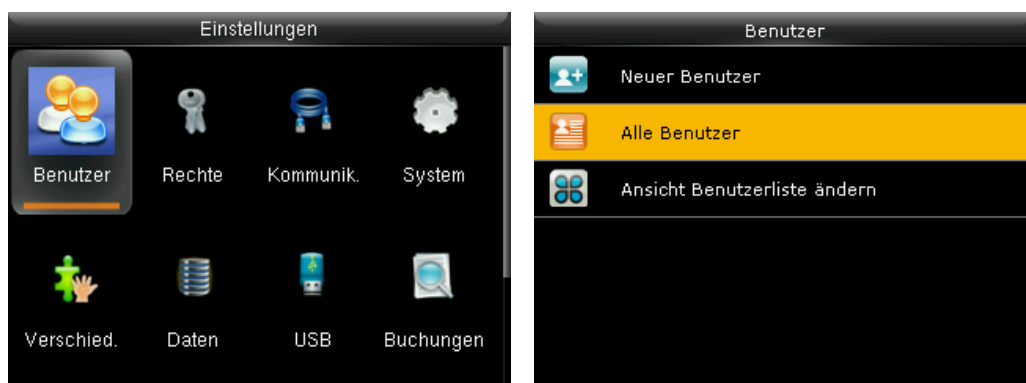 Einstellungen
Benutzer
Rechte
Kommunik.
System
Verschied.
Daten
USB
Buchungen
Benutzer
Neuer Benutzer
Alle Benutzer
Ansicht Benutzerliste ändern